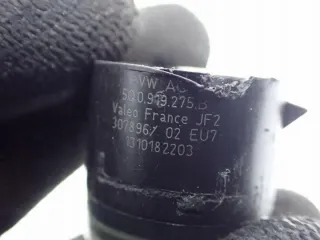 VW AG
5Q0.919.275.B
Valeo France JF2
307896/ 02 EU7
1310182203